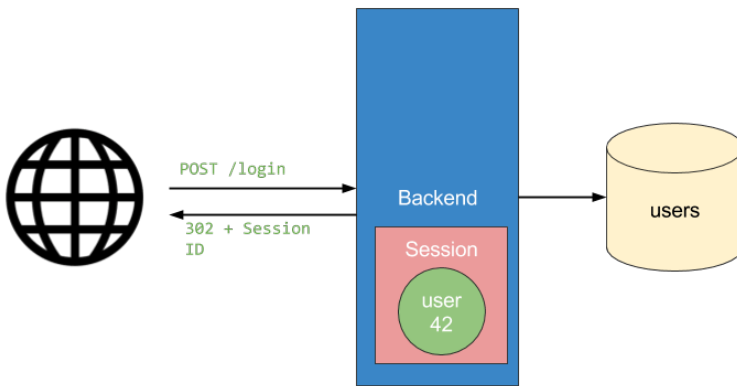 POST /login
302 + Session
ID
Backend
Session
user
42
users